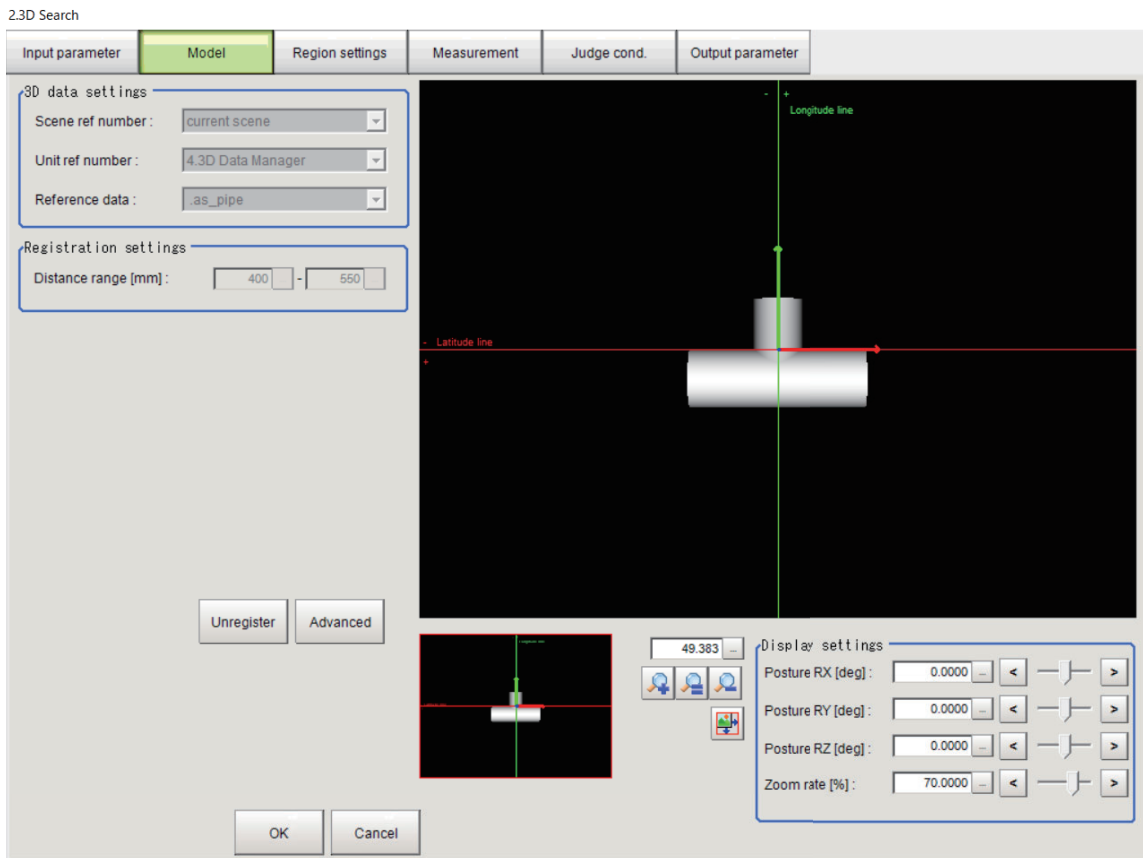 2.3D Search
Input parameter Model Region settings Measurement Judge cond. Output parameter
3D data settings
Scene ref number : current scene
Unit ref number : 4.3D Data Manager
Reference data : .as_pipe
Registration settings
Distance range [mm] : 400 - 550
- +
Longitude line
- Latitude line
+
Unregister Advanced
49.383 ...
Display settings
Posture RX [deg] : 0.0000 ... < >
Posture RY [deg] : 0.0000 ... < >
Posture RZ [deg] : 0.0000 ... < >
Zoom rate [%] : 70.0000 ... < >
OK Cancel